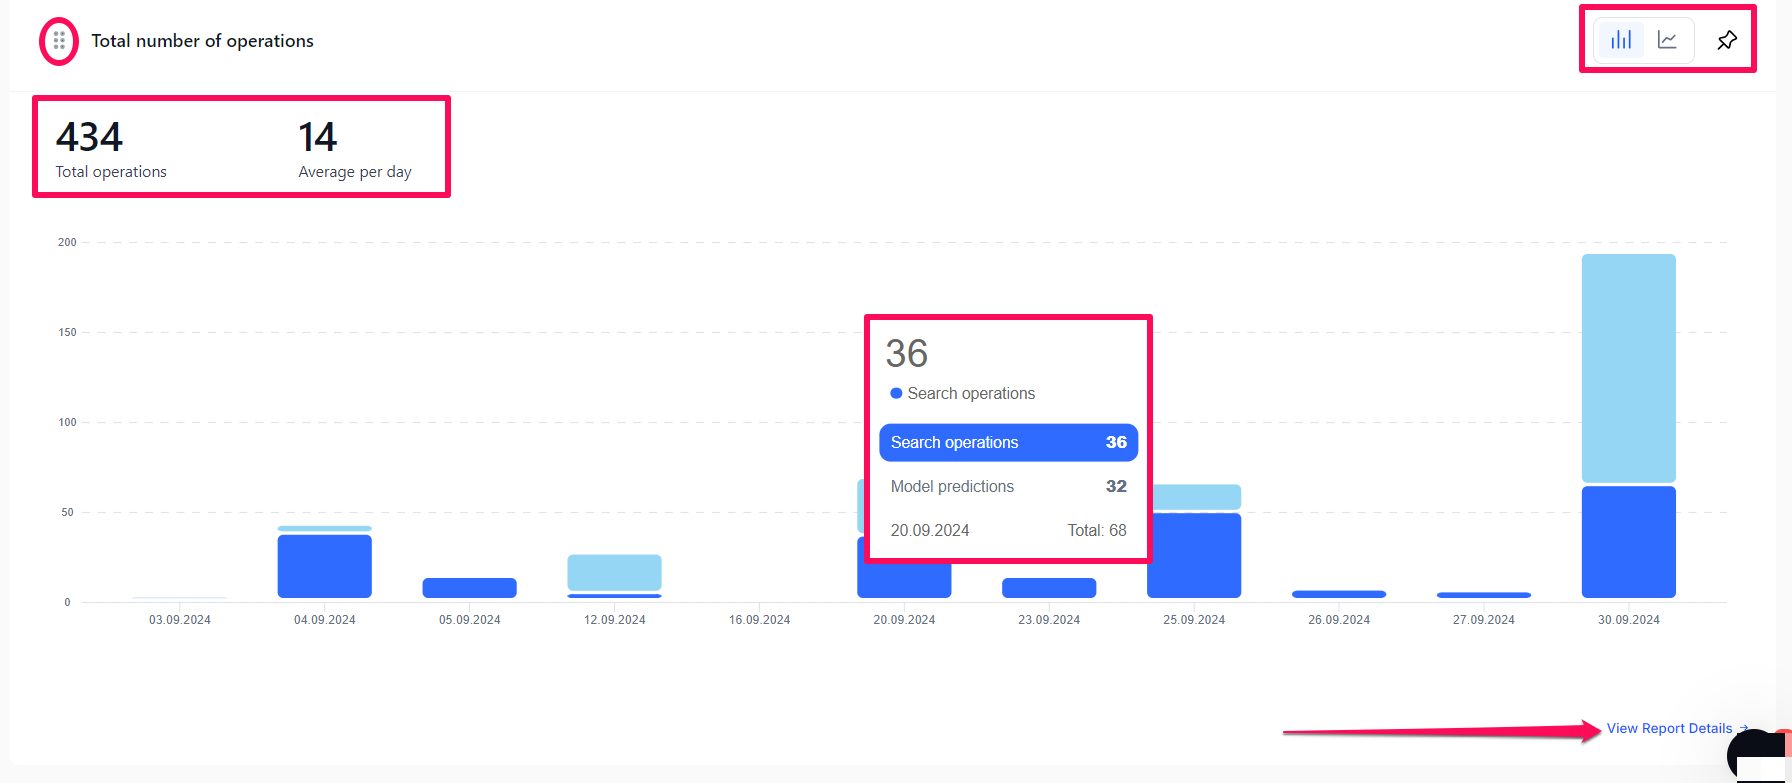 Total number of operations
434 14
Total operations Average per day
200
150
100
50
0
36
Search operations
Search operations 36
Model predictions 32
20.09.2024 Total: 68
03.09.2024 04.09.2024 05.09.2024 12.09.2024 16.09.2024 20.09.2024 23.09.2024 25.09.2024 26.09.2024 27.09.2024 30.09.2024
View Report Details →